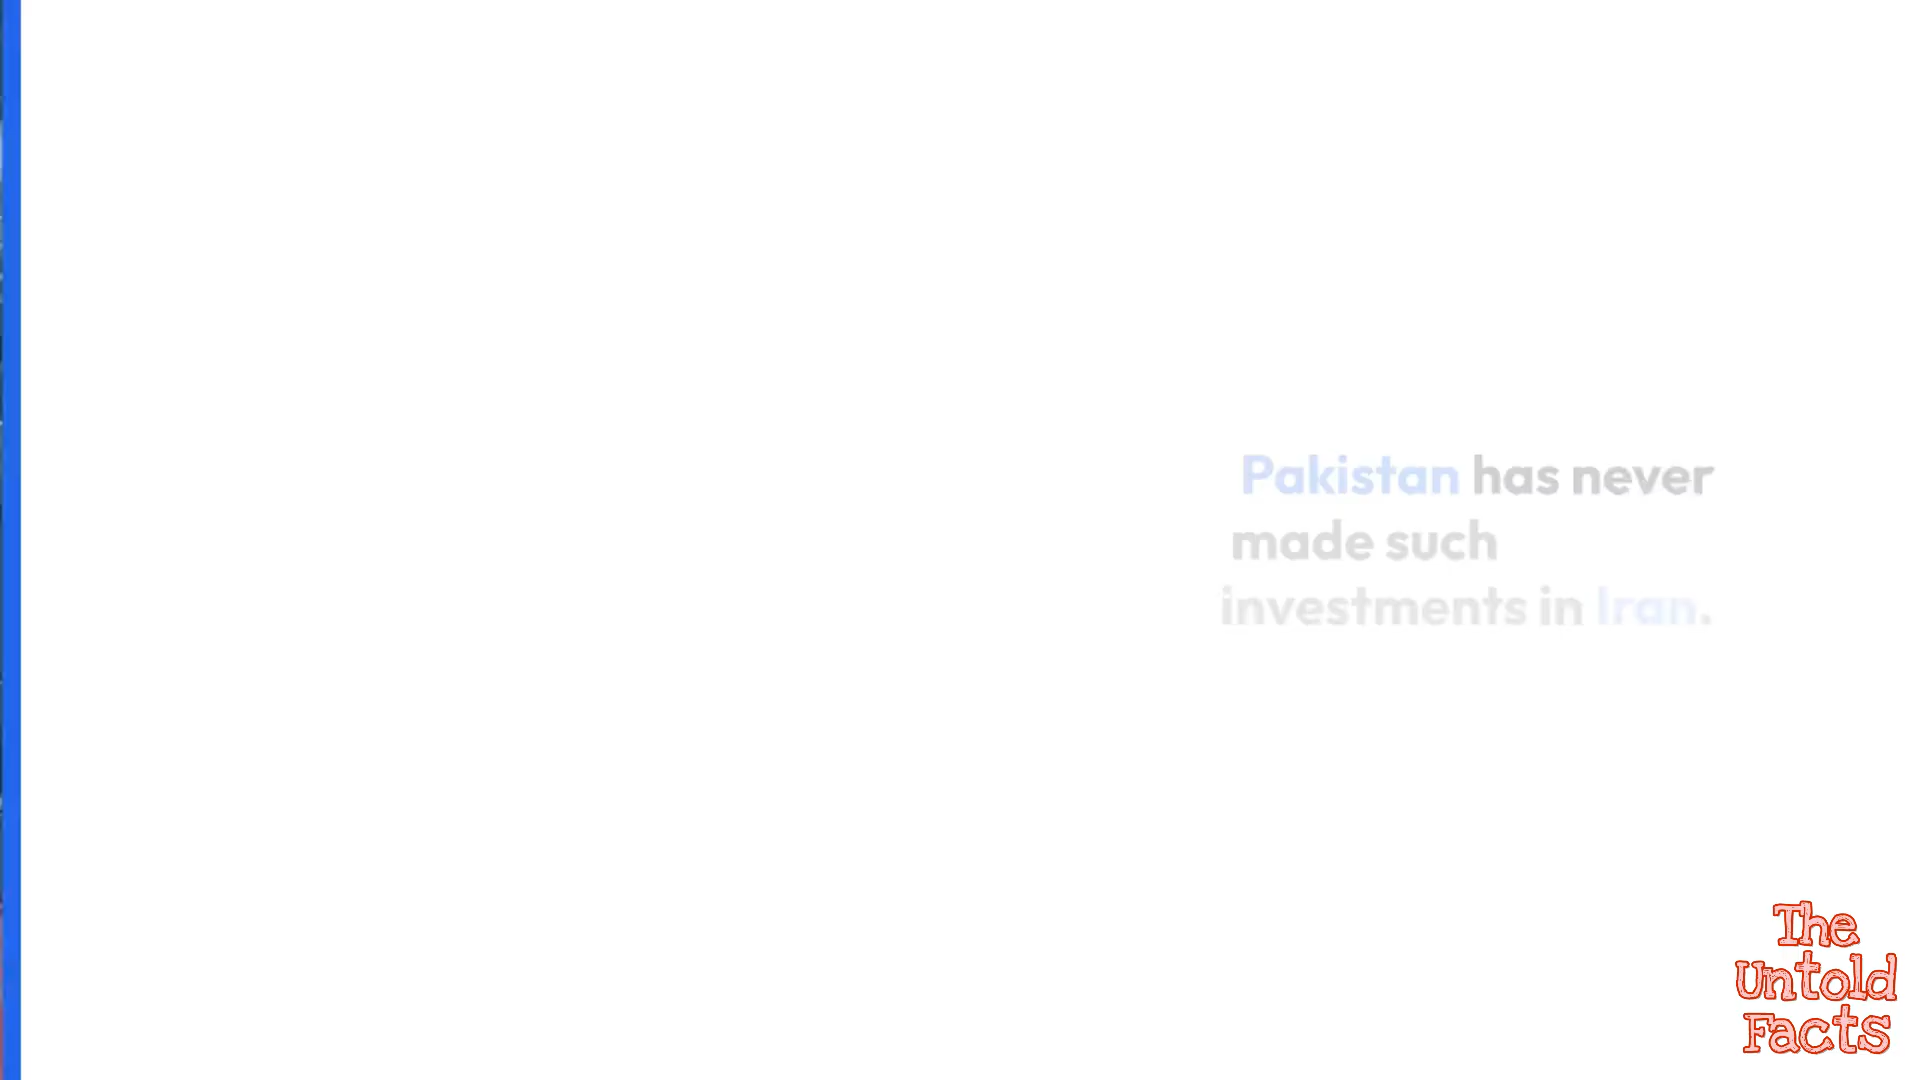 Pakistan has never
made such
investments in Iran.
The
Untold
Facts